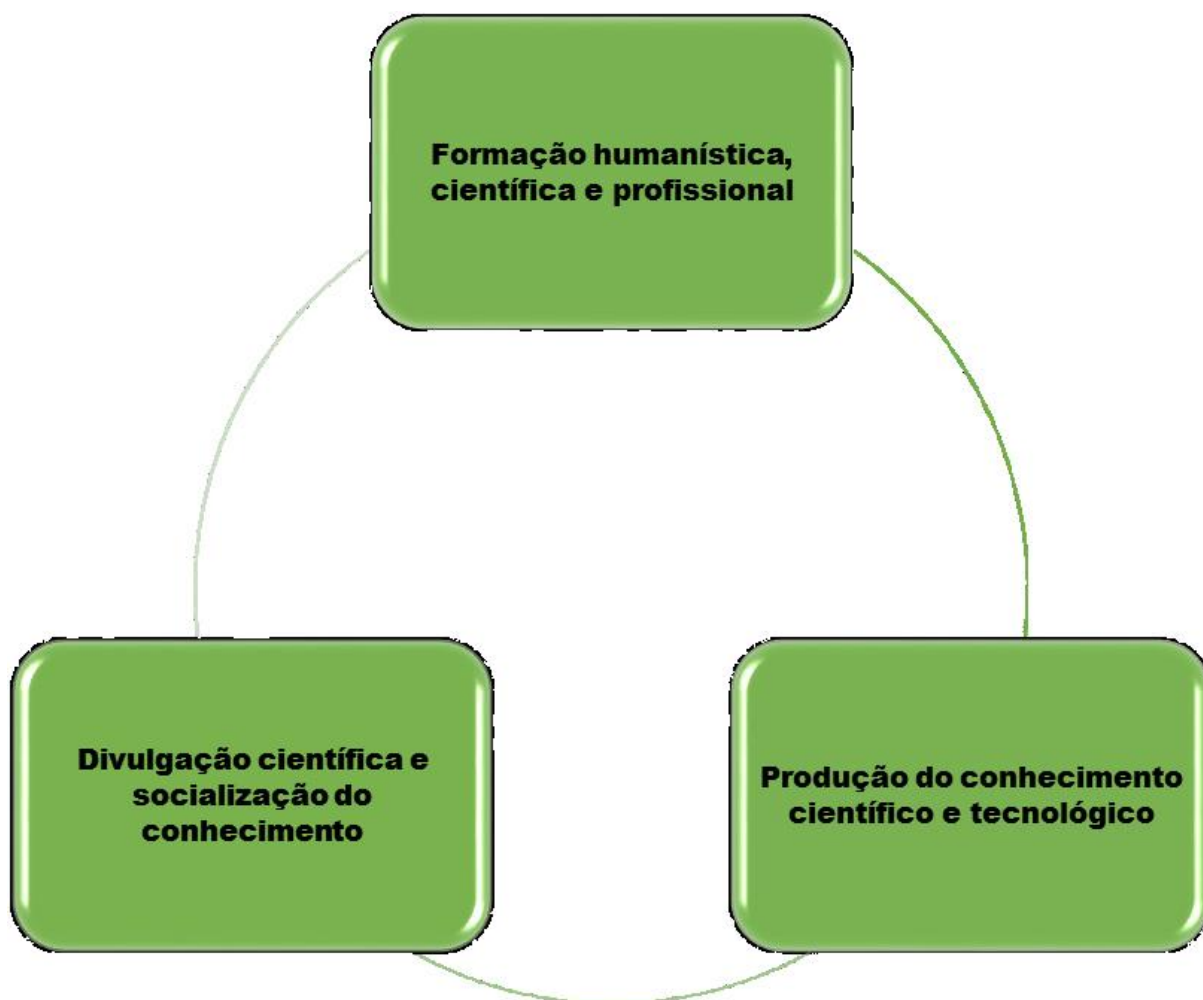 Formação humanística,
científica e profissional
Divulgação científica e
socialização do
conhecimento
Produção do conhecimento
científico e tecnológico